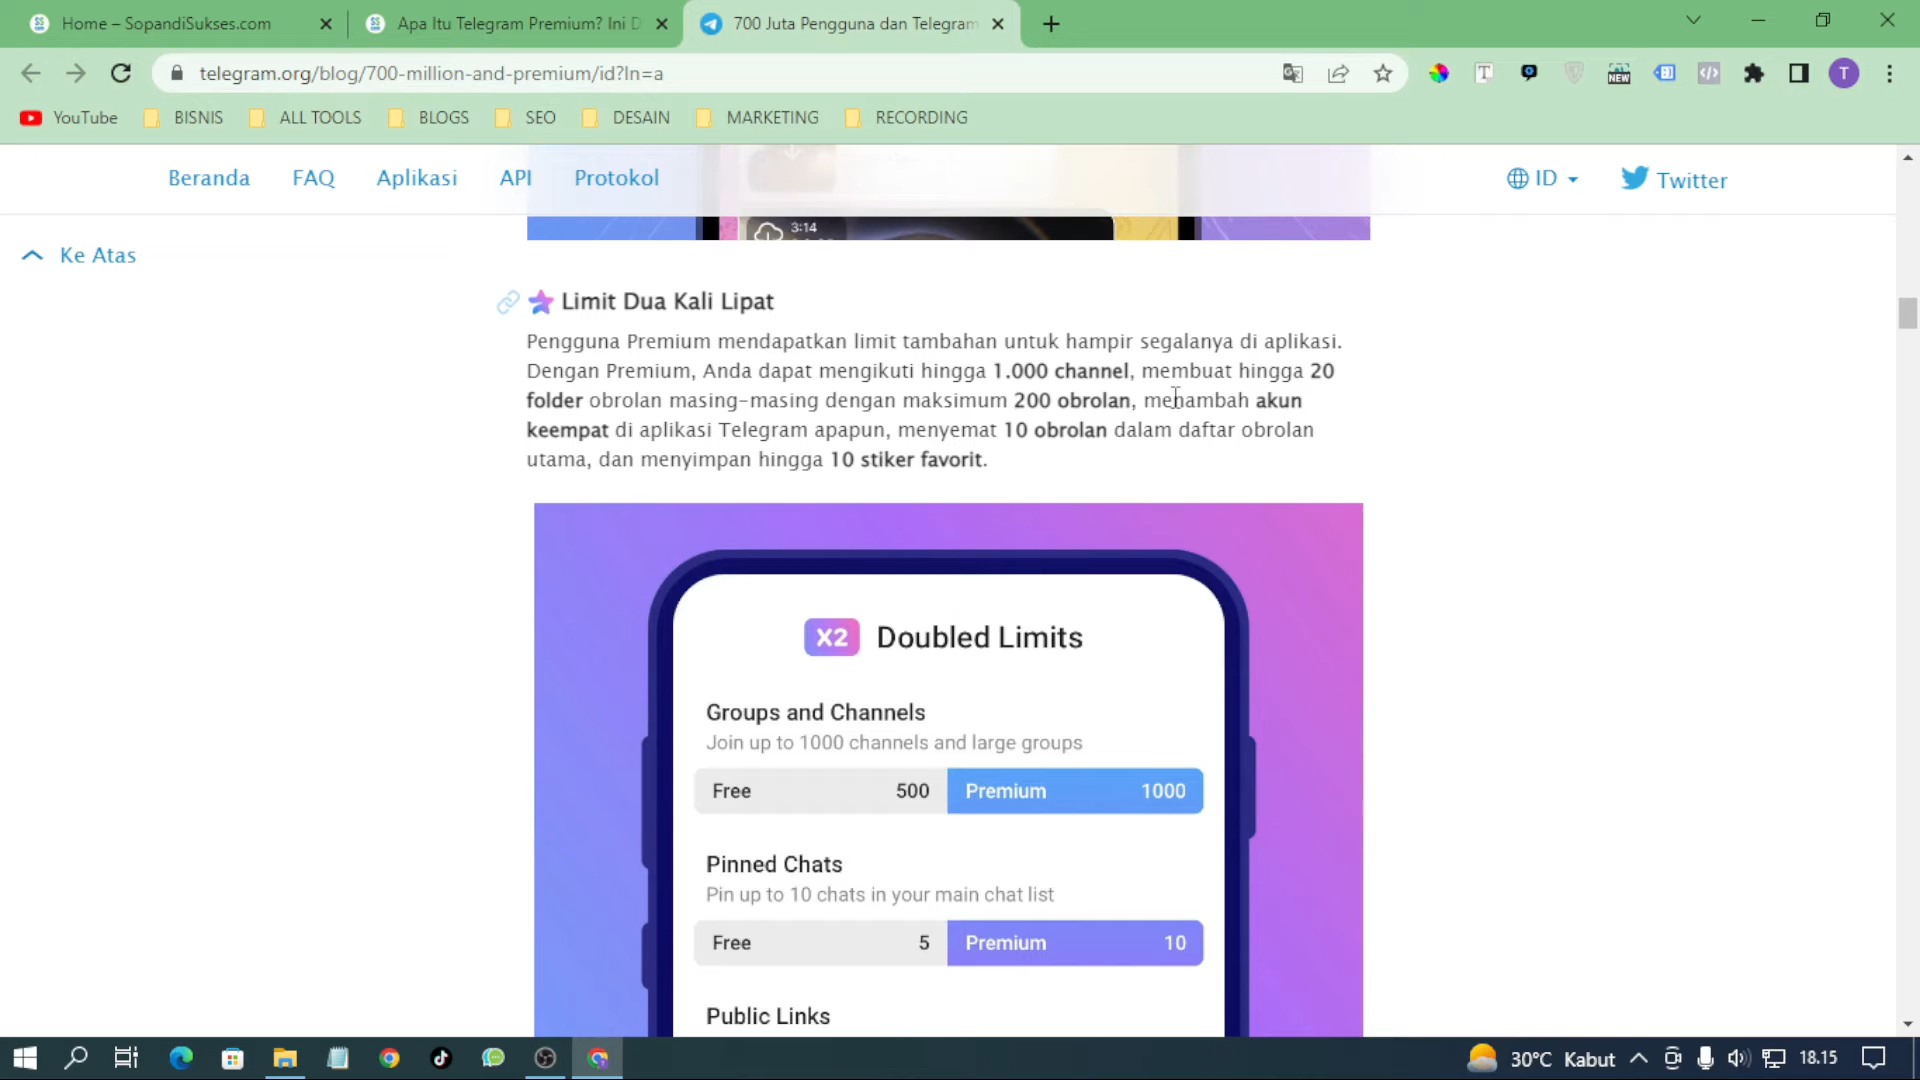 Home – SopandiSukses.com
Apa Itu Telegram Premium? Ini D
700 Juta Pengguna dan Telegram
telegram.org/blog/700-million-and-premium/id?ln=a
T
NEW
T
YouTube
BISNIS
ALL TOOLS
BLOGS
SEO
DESAIN
MARKETING
RECORDING
Beranda
FAQ
Aplikasi
API
Protokol
ID
Twitter
3:14
Ke Atas
Limit Dua Kali Lipat
Pengguna Premium mendapatkan limit tambahan untuk hampir segalanya di aplikasi.
Dengan Premium, Anda dapat mengikuti hingga 1.000 channel, membuat hingga 20
folder obrolan masing-masing dengan maksimum 200 obrolan, menambah akun
keempat di aplikasi Telegram apapun, menyemat 10 obrolan dalam daftar obrolan
utama, dan menyimpan hingga 10 stiker favorit.
X2 Doubled Limits
Groups and Channels
Join up to 1000 channels and large groups
Free 500 Premium 1000
Pinned Chats
Pin up to 10 chats in your main chat list
Free 5 Premium 10
Public Links
30°C Kabut
18.15